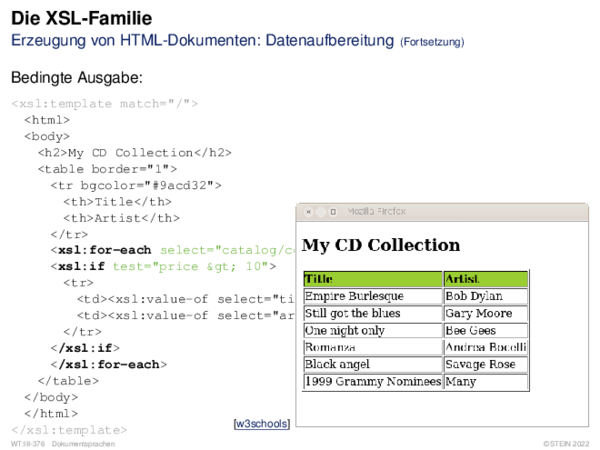 Die XSL-Familie
Erzeugung von HTML-Dokumenten: Datenaufbereitung (Fortsetzung)
Bedingte Ausgabe:
<xsl:template match="/">
<html>
<body>
<h2>My CD Collection</h2>
<table border="1">
<tr bgcolor="#9acd32">
<th>Title</th>
<th>Artist</th>
</tr>
<xsl:for-each select="catalog/c
<xsl:if test="price &gt; 10">
<tr>
<td><xsl:value-of select="ti
<td><xsl:value-of select="ar
</tr>
</xsl:if>
</xsl:for-each>
</table>
</body>
</html>
</xsl:template>
Mozilla Firefox
My CD Collection
Title Artist
Empire Burlesque Bob Dylan
Still got the blues Gary Moore
One night only Bee Gees
Romanza Andrea Bocelli
Black angel Savage Rose
1999 Grammy Nominees Many
[w3schools]
WT:III-376 Dokumentsprachen
©STEIN 2022